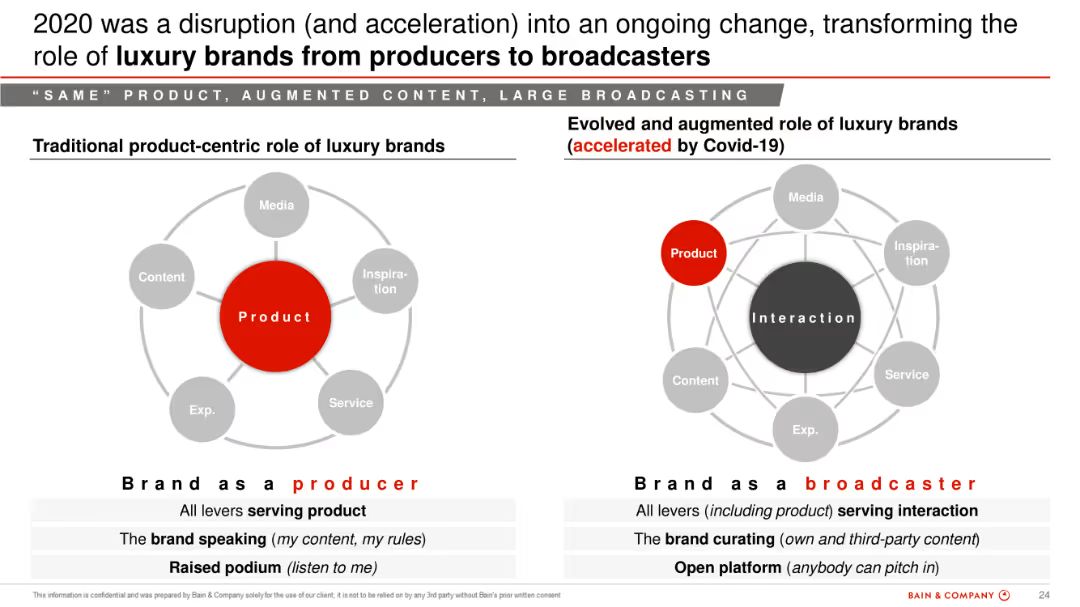 2020 was a disruption (and acceleration) into an ongoing change, transforming the
role of luxury brands from producers to broadcasters
“SAME” PRODUCT, AUGMENTED CONTENT, LARGE BROADCASTING
Traditional product-centric role of luxury brands
Media
Content
Inspira-
tion
Product
Exp.
Service
Brand as a producer
All levers serving product
The brand speaking (my content, my rules)
Raised podium (listen to me)
Evolved and augmented role of luxury brands
(accelerated by Covid-19)
Media
Product
Inspira-
tion
Interaction
Content
Service
Exp.
Brand as a broadcaster
All levers (including product) serving interaction
The brand curating (own and third-party content)
Open platform (anybody can pitch in)
This information is confidential and was prepared by Bain & Company solely for the use of our client; it is not to be relied on by any 3rd party without Bain's prior written consent
BAIN & COMPANY
24